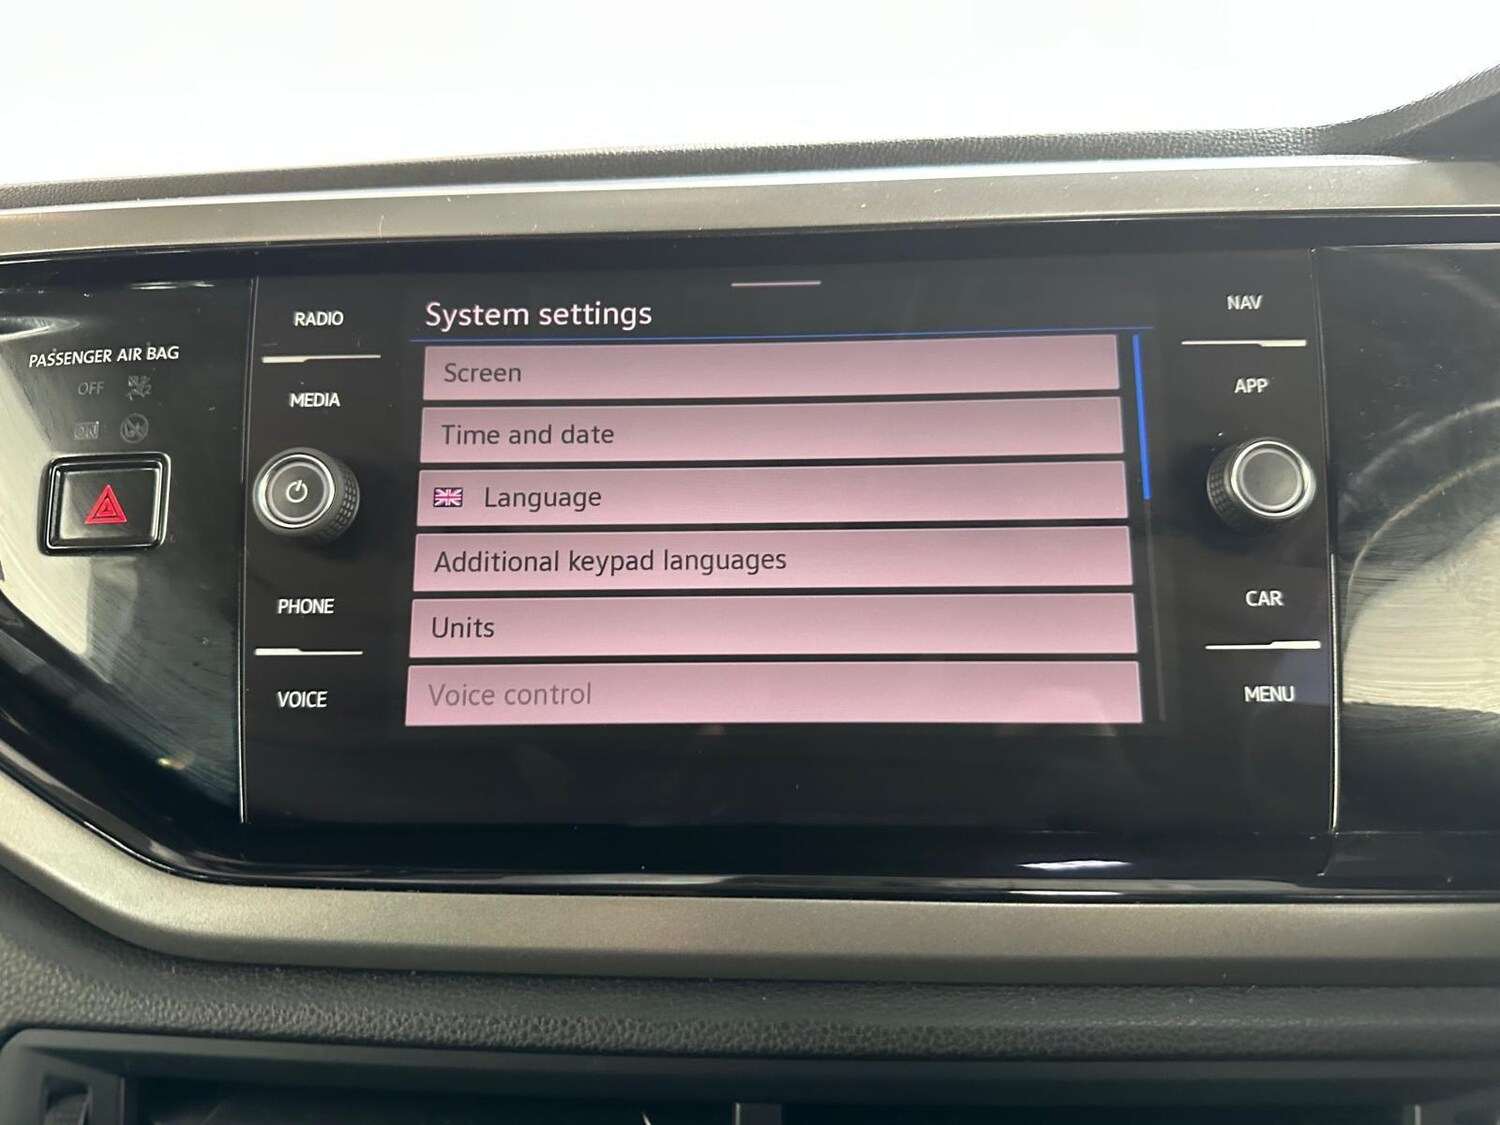 PASSENGER AIR BAG
OFF
ON
RADIO
MEDIA
PHONE
VOICE
System settings
Screen
Time and date
Language
Additional keypad languages
Units
Voice control
NAV
APP
CAR
MENU